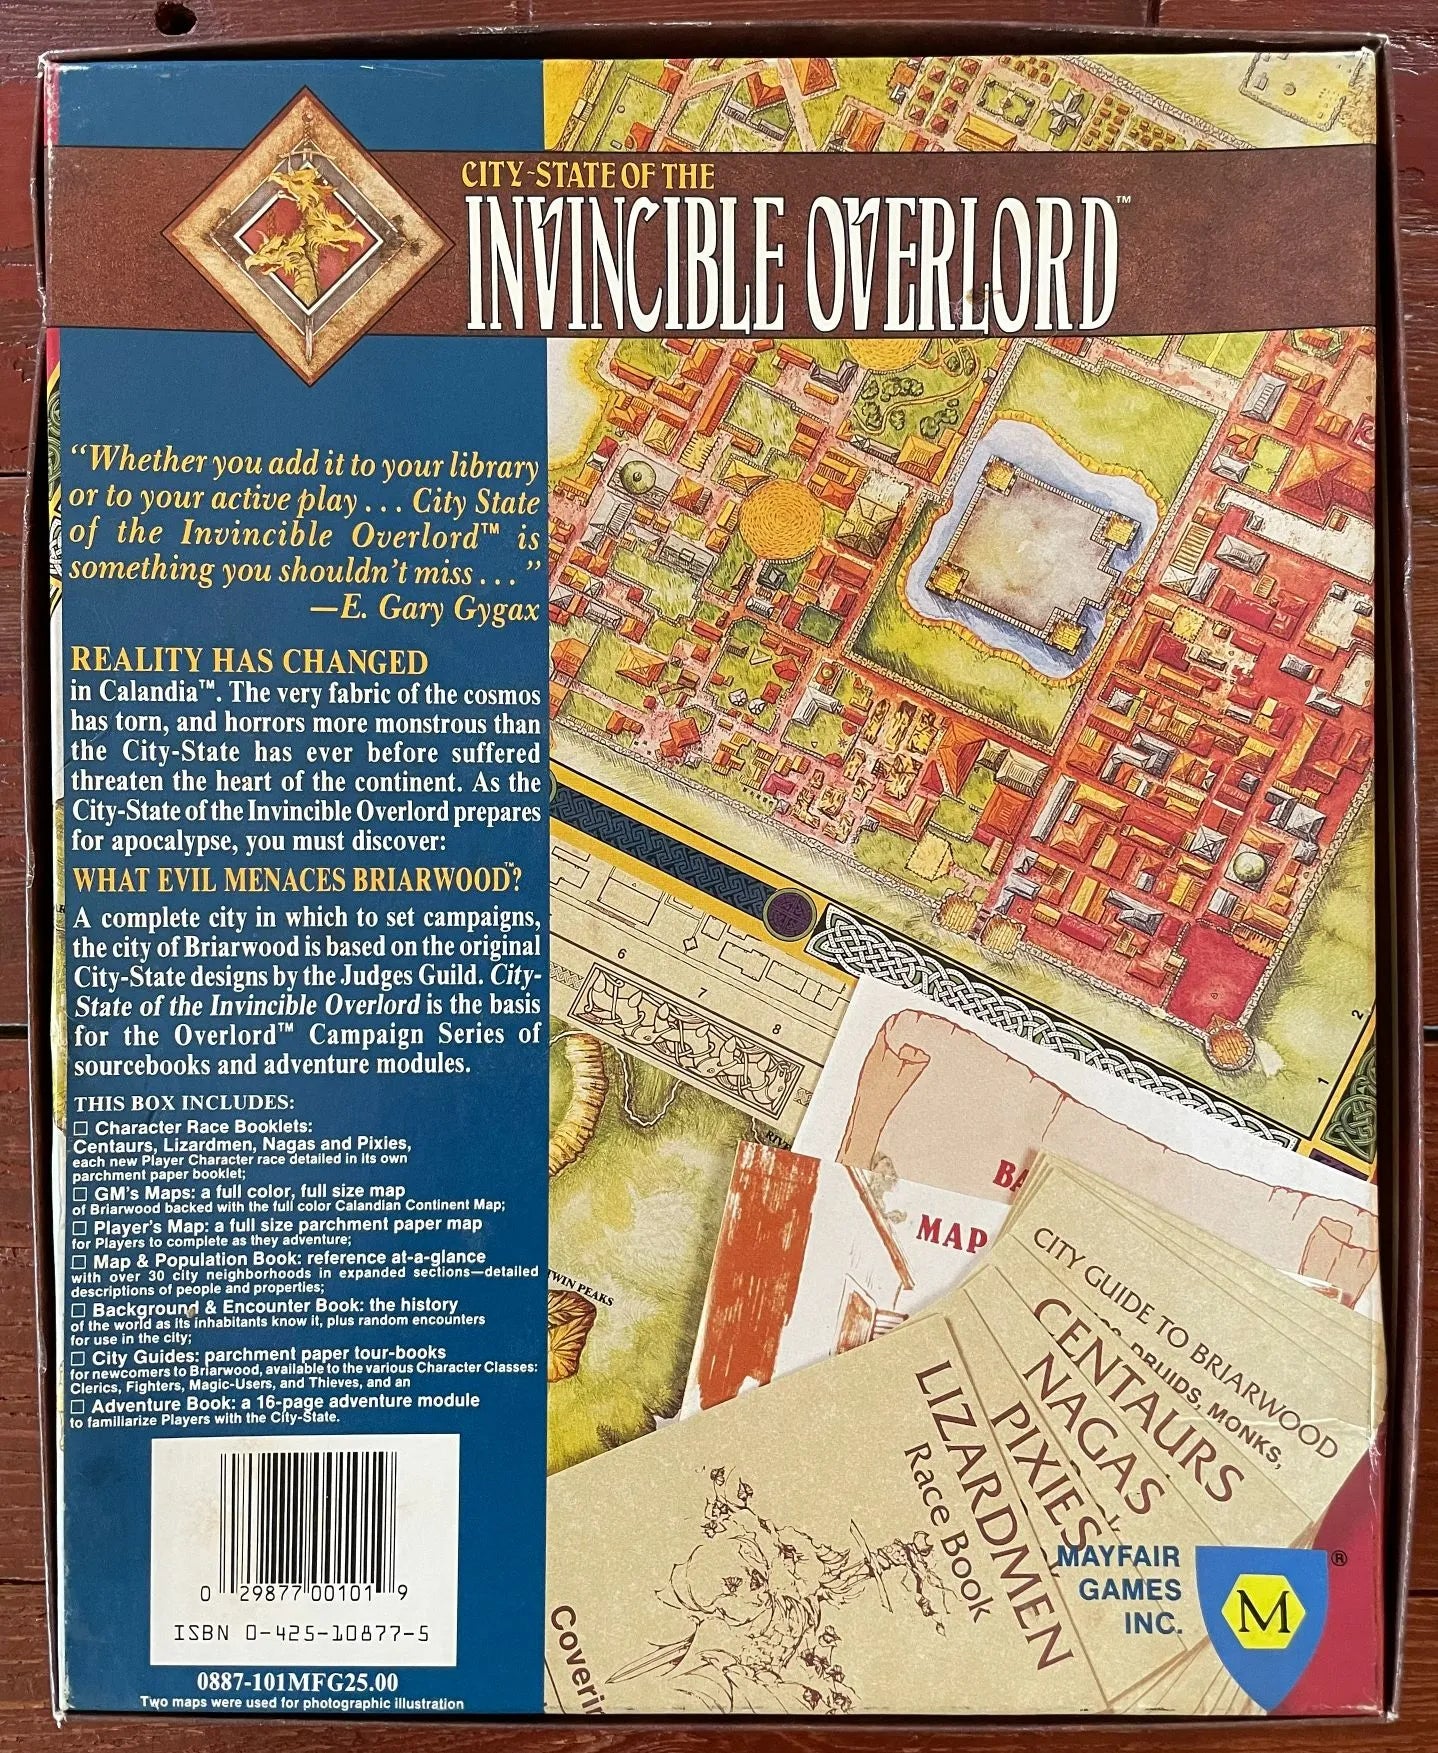 CITY-STATE OF THE
INVINCIBLE OVERLORD™
“Whether you add it to your library
or to your active play... City State
of the Invincible Overlord™ is
something you shouldn't miss...”
—E. Gary Gygax
REALITY HAS CHANGED
in Calandia™. The very fabric of the cosmos
has torn, and horrors more monstrous than
the City-State has ever before suffered
threaten the heart of the continent. As the
City-State of the Invincible Overlord prepares
for apocalypse, you must discover:
WHAT EVIL MENACES BRIARWOOD™?
A complete city in which to set campaigns,
the city of Briarwood is based on the original
City-State designs by the Judges Guild. City-
State of the Invincible Overlord is the basis
for the Overlord™ Campaign Series of
sourcebooks and adventure modules.
THIS BOX INCLUDES:
☐ Character Race Booklets:
Centaurs, Lizardmen, Nagas and Pixies,
each new Player Character race detailed in its own
parchment paper booklet;
☐ GM's Maps: a full color, full size map
of Briarwood backed with the full color Calandian Continent Map;
☐ Player's Map: a full size parchment paper map
for Players to complete as they adventure;
☐ Map & Population Book: reference at-a-glance
with over 30 city neighborhoods in expanded sections—detailed
descriptions of people and properties;
☐ Background & Encounter Book: the history
of the world as its inhabitants know it, plus random encounters
for use in the city;
☐ City Guides: parchment paper tour-books
for newcomers to Briarwood, available to the various Character Classes:
Clerics, Fighters, Magic-Users, and Thieves, and an
☐ Adventure Book: a 16-page adventure module
to familiarize Players with the City-State.
0 29877 00101 9
ISBN 0-425-10877-5
0887-101MFG25.00
Two maps were used for photographic illustration
6
7
8
2
1
TWIN PEAKS
BA
MAP
CITY GUIDE TO BRIARWOOD
DRUIDS, MONKS,
CENTAURS
NAGAS
PIXIES
LIZARDMEN
Race Book
Coverin
MAYFAIR
GAMES
INC.
M
®